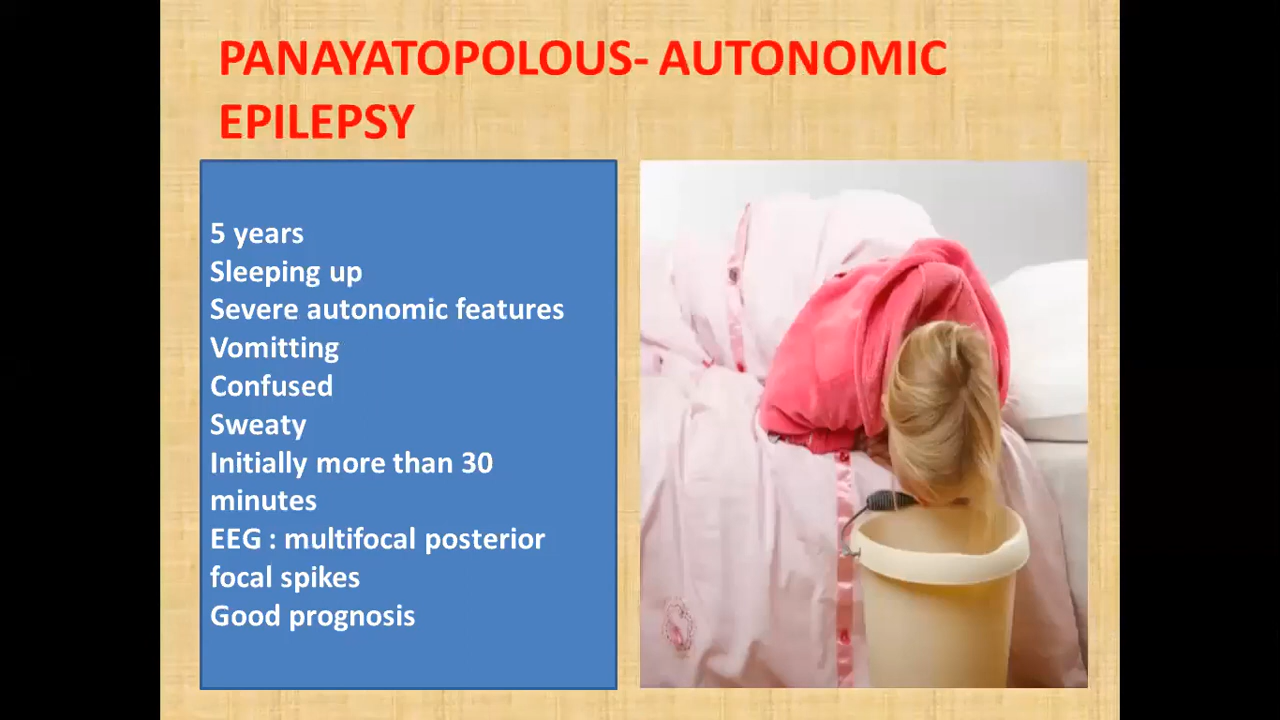 PANAYATOPOLOUS- AUTONOMIC
EPILEPSY
5 years
Sleeping up
Severe autonomic features
Vomitting
Confused
Sweaty
Initially more than 30
minutes
EEG : multifocal posterior
focal spikes
Good prognosis